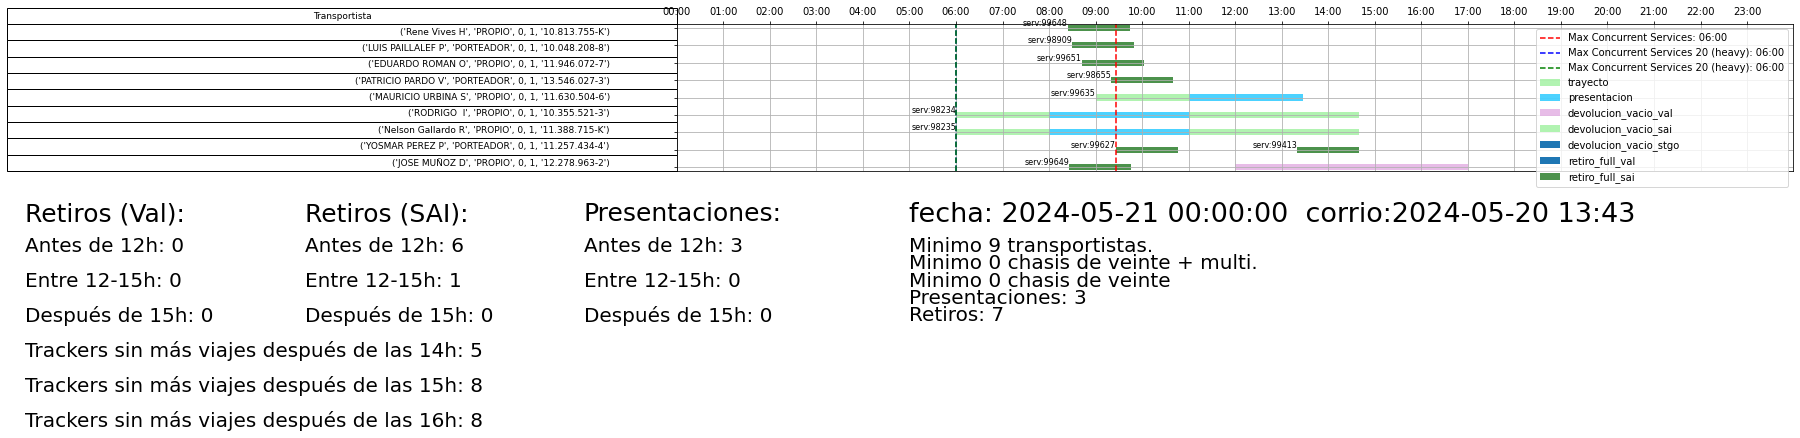 Transportista
00:00 01:00 02:00 03:00 04:00 05:00 06:00 07:00 08:00 09:00 10:00 11:00 12:00 13:00 14:00 15:00 16:00 17:00 18:00 19:00 20:00 21:00 22:00 23:00
('Rene Vives H', 'PROPIO', 0, 1, '10.813.755-K') serv:99648
('LUIS PAILLALEF P', 'PORTEADOR', 0, 1, '10.048.208-8') serv:98909
('EDUARDO ROMAN O', 'PROPIO', 0, 1, '11.946.072-7') serv:99651
('PATRICIO PARDO V', 'PORTEADOR', 0, 1, '13.546.027-3') serv:98655
('MAURICIO URBINA S', 'PROPIO', 0, 1, '11.630.504-6') serv:99635
('RODRIGO  I', 'PROPIO', 0, 1, '10.355.521-3') serv:98234
('Nelson Gallardo R', 'PROPIO', 0, 1, '11.388.715-K') serv:98235
('YOSMAR PEREZ P', 'PORTEADOR', 0, 1, '11.257.434-4') serv:99627 serv:99413
('JOSE MUÑOZ D', 'PROPIO', 0, 1, '12.278.963-2') serv:99649
Max Concurrent Services: 06:00
Max Concurrent Services 20 (heavy): 06:00
Max Concurrent Services 20 (heavy): 06:00
trayecto
presentacion
devolucion_vacio_val
devolucion_vacio_sai
devolucion_vacio_stgo
retiro_full_val
retiro_full_sai
Retiros (Val):
Antes de 12h: 0
Entre 12-15h: 0
Después de 15h: 0
Retiros (SAI):
Antes de 12h: 6
Entre 12-15h: 1
Después de 15h: 0
Presentaciones:
Antes de 12h: 3
Entre 12-15h: 0
Después de 15h: 0
fecha: 2024-05-21 00:00:00  corrio:2024-05-20 13:43
Minimo 9 transportistas.
Minimo 0 chasis de veinte + multi.
Minimo 0 chasis de veinte
Presentaciones: 3
Retiros: 7
Trackers sin más viajes después de las 14h: 5
Trackers sin más viajes después de las 15h: 8
Trackers sin más viajes después de las 16h: 8